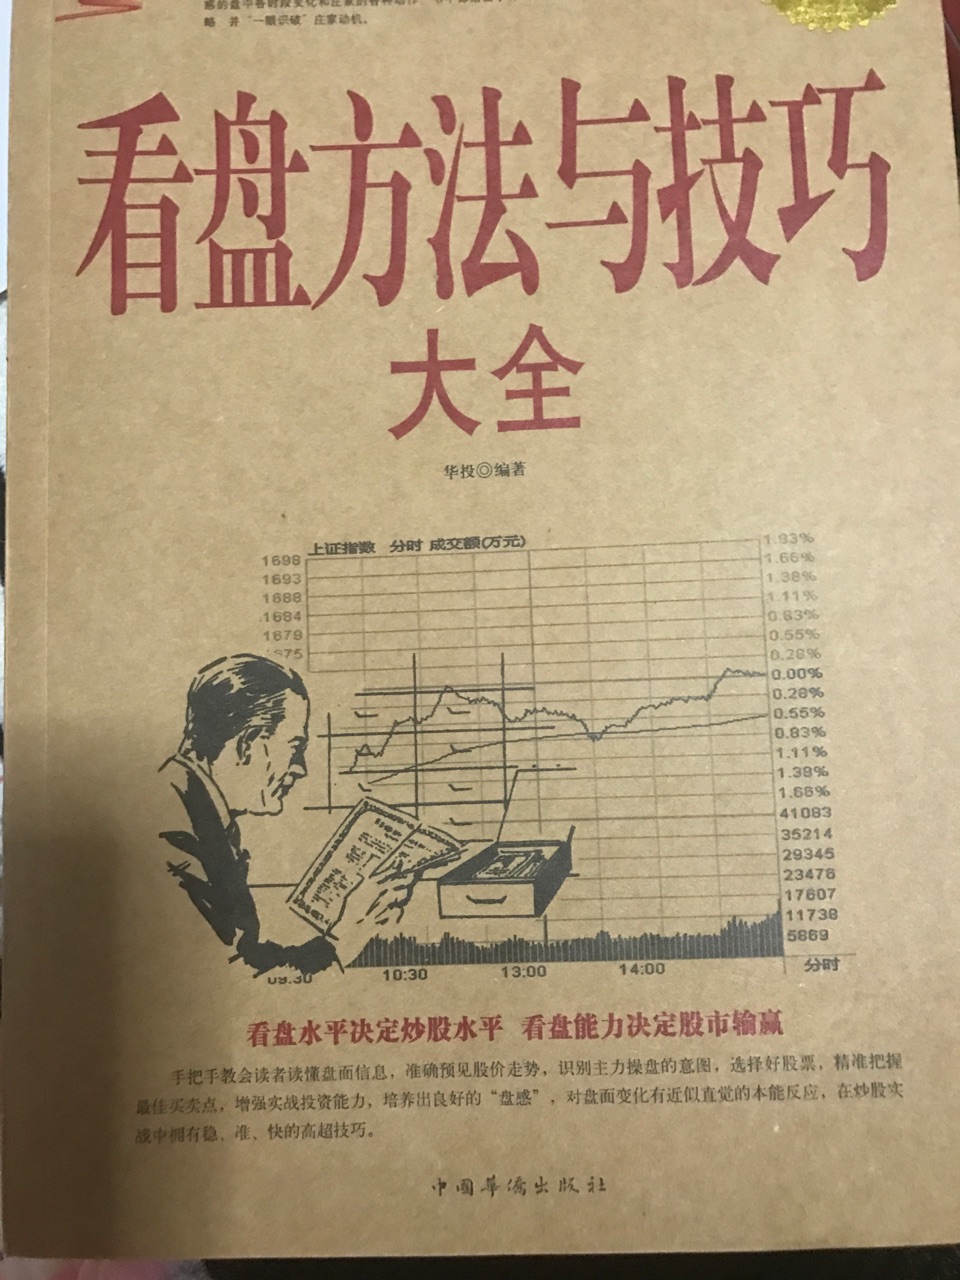 略 并“一眼识破”庄家动机。
看盘方法与技巧
大全
华投◎编著
上证指数 分时 成交额(万元)
1698
1693
1688
1684
1679
1675
1.93%
1.66%
1.38%
1.11%
0.83%
0.55%
0.28%
0.00%
0.28%
0.55%
0.83%
1.11%
1.38%
1.66%
41083
35214
29345
23476
17607
11738
5869
09:30 10:30 13:00 14:00 分时
看盘水平决定炒股水平 看盘能力决定股市输赢
手把手教会读者读懂盘面信息，准确预见股价走势，识别主力操盘的意图，选择好股票，精准把握
最佳买卖点，增强实战投资能力，培养出良好的“盘感”，对盘面变化有近似直觉的本能反应，在炒股实
战中拥有稳、准、快的高超技巧。
中国华侨出版社